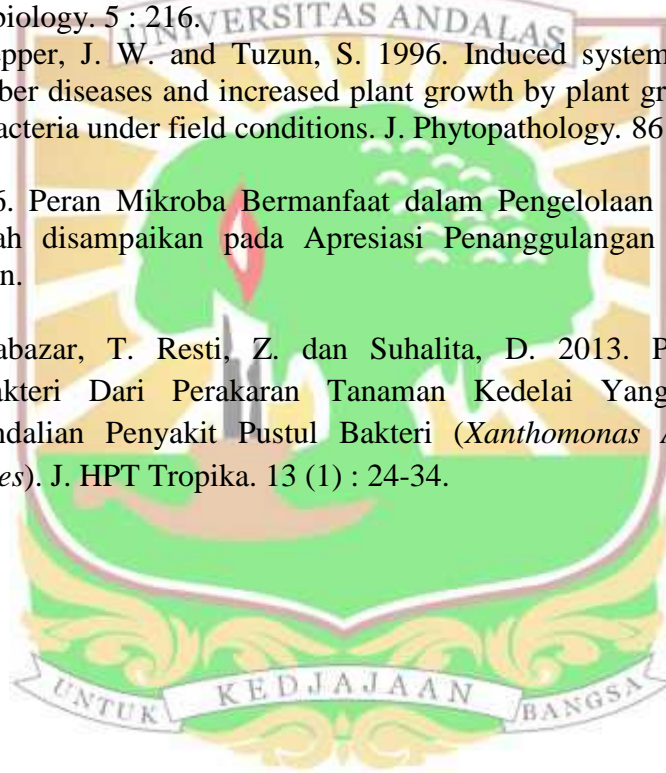 biology. 5 : 216.
UNIVERSITAS ANDALAS
epper, J. W. and Tuzun, S. 1996. Induced system
ber diseases and increased plant growth by plant gr
acteria under field conditions. J. Phytopathology. 86
6. Peran Mikroba Bermanfaat dalam Pengelolaan
ah disampaikan pada Apresiasi Penanggulangan
n.
abazar, T. Resti, Z. dan Suhalita, D. 2013. P
akteri Dari Perakaran Tanaman Kedelai Yang
ndalian Penyakit Pustul Bakteri (Xanthomonas A
es). J. HPT Tropika. 13 (1) : 24-34.
UNTUK KEDJAJAAN BANGSA